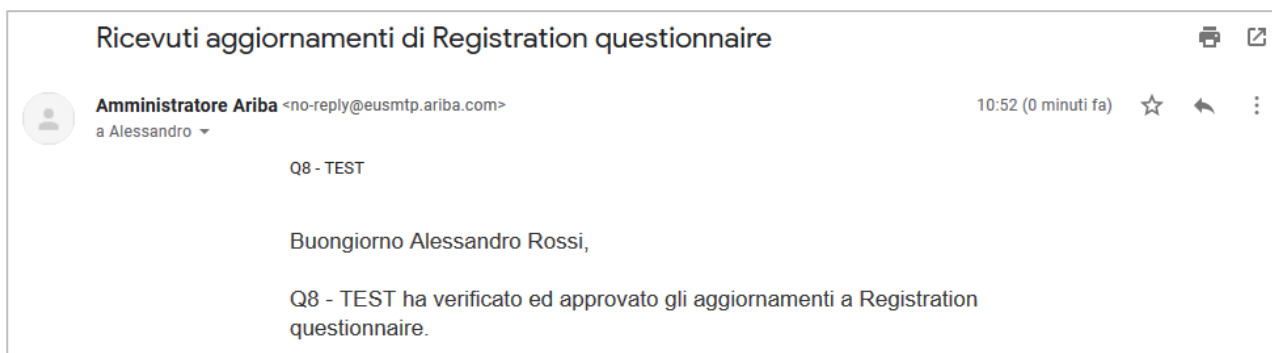 Ricevuti aggiornamenti di Registration questionnaire
Amministratore Ariba <no-reply@eusmtp.ariba.com>
10:52 (0 minuti fa)
a Alessandro
Q8 - TEST
Buongiorno Alessandro Rossi,
Q8 - TEST ha verificato ed approvato gli aggiornamenti a Registration
questionnaire.